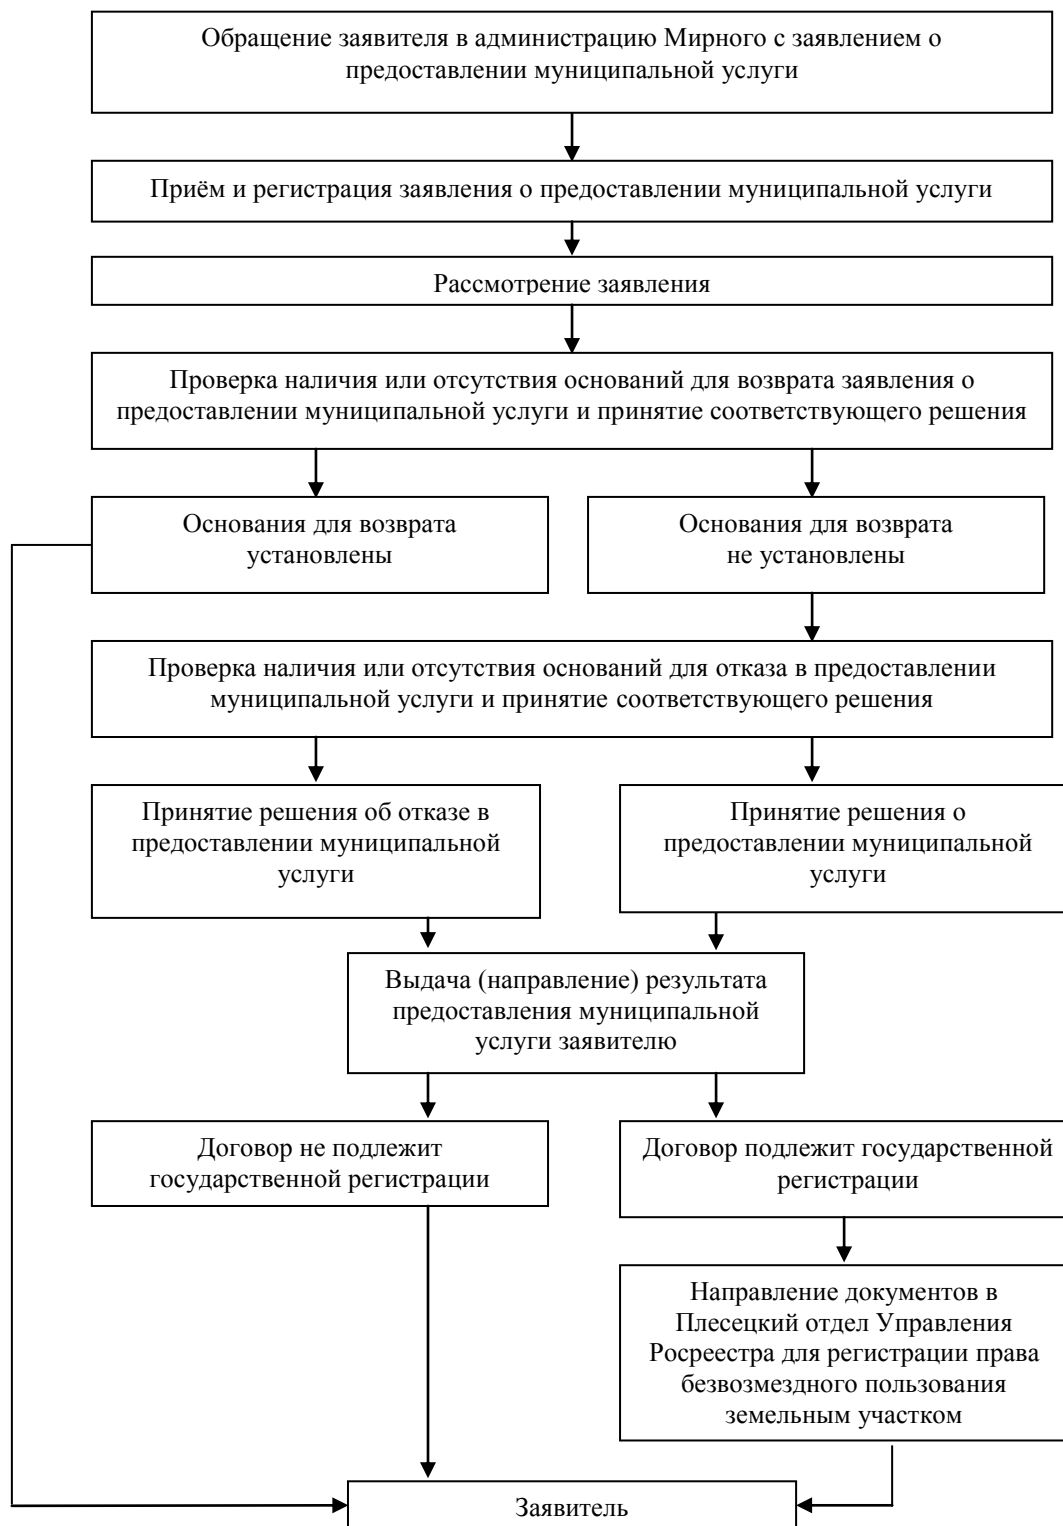 Обращение заявителя в администрацию Мирного с заявлением о
предоставлении муниципальной услуги
Приём и регистрация заявления о предоставлении муниципальной услуги
Рассмотрение заявления
Проверка наличия или отсутствия оснований для возврата заявления о
предоставлении муниципальной услуги и принятие соответствующего решения
Основания для возврата
установлены
Основания для возврата
не установлены
Проверка наличия или отсутствия оснований для отказа в предоставлении
муниципальной услуги и принятие соответствующего решения
Принятие решения об отказе в
предоставлении муниципальной
услуги
Принятие решения о
предоставлении муниципальной
услуги
Выдача (направление) результата
предоставления муниципальной
услуги заявителю
Договор не подлежит
государственной регистрации
Договор подлежит государственной
регистрации
Направление документов в
Плесецкий отдел Управления
Росреестра для регистрации права
безвозмездного пользования
земельным участком
Заявитель